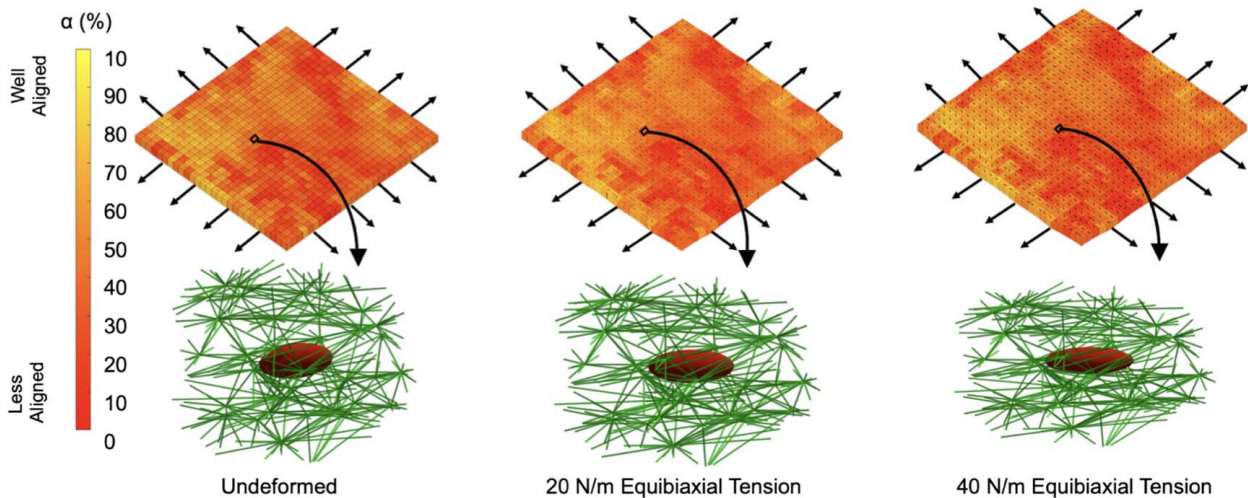 α (%)
Well
Aligned
10
90
80
70
60
50
40
30
20
10
0
Less
Aligned
Undeformed
20 N/m Equibiaxial Tension
40 N/m Equibiaxial Tension